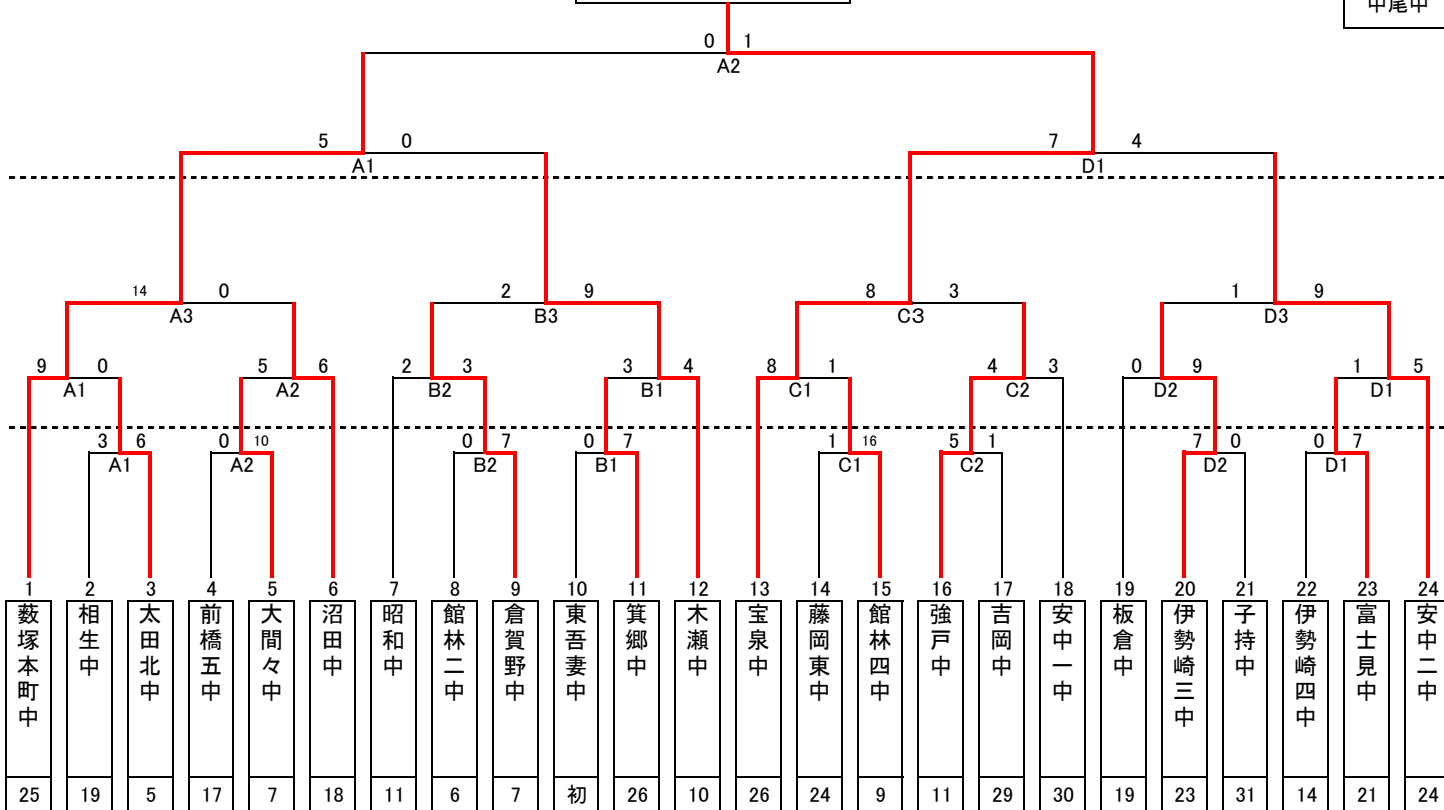 中尾中
0 1
A2
5 0 7 4
A1 D1
14 0 2 9 8 3 1 9
A3 B3 C3 D3
9 0 5 6 2 3 3 4 8 1 4 3 0 9 1 5
A1 A2 B2 B1 C1 C2 D2 D1
3 6 0 10 0 7 0 7 1 16 5 1 7 0 0 7
A1 A2 B2 B1 C1 C2 D2 D1
1 2 3 4 5 6 7 8 9 10 11 12 13 14 15 16 17 18 19 20 21 22 23 24
藪塚本町中
相生中
太田北中
前橋五中
大間々中
沼田中
昭和中
館林二中
倉賀野中
東吾妻中
箕郷中
木瀬中
宝泉中
藤岡東中
館林四中
強戸中
吉岡中
安中一中
板倉中
伊勢崎三中
子持中
伊勢崎四中
富士見中
安中二中
25 19 5 17 7 18 11 6 7 初 26 10 26 24 9 11 29 30 19 23 31 14 21 24